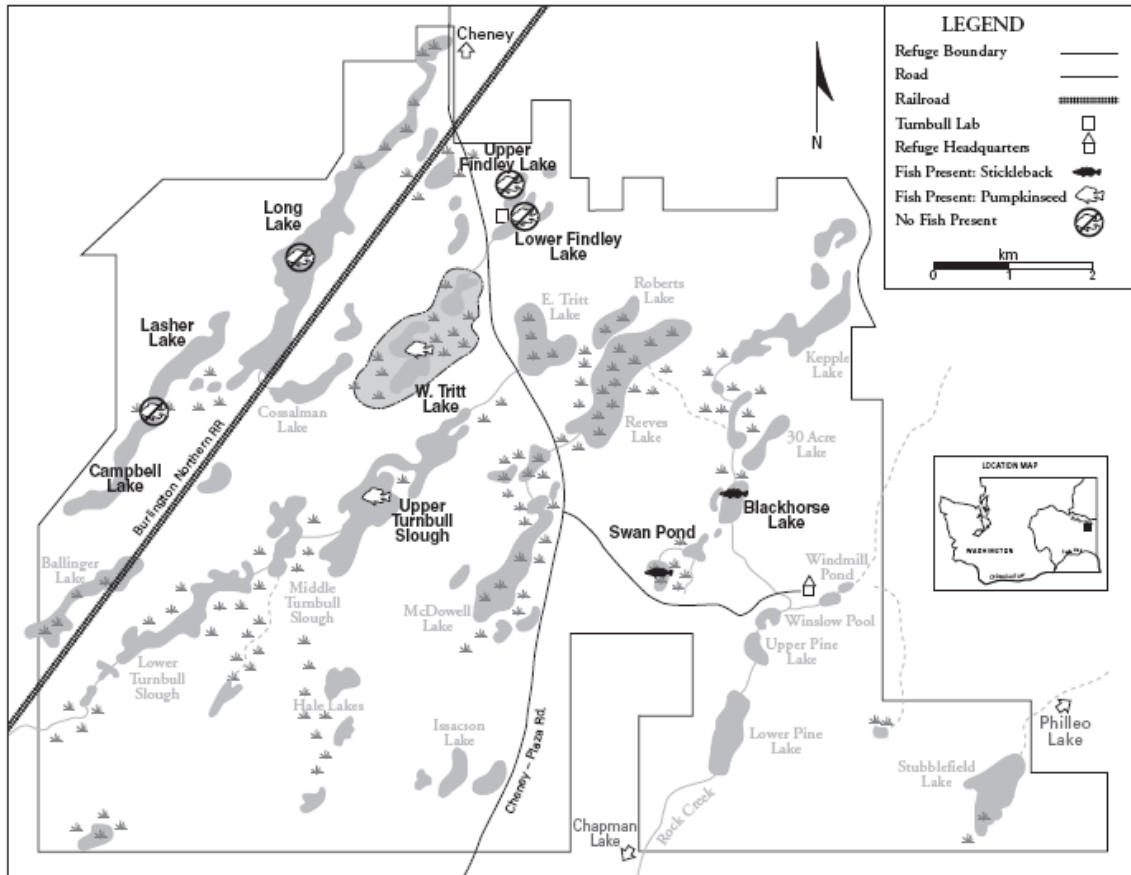 Cheney
LEGEND
Refuge Boundary
Road
Railroad
Turnbull Lab
Refuge Headquarters
Fish Present: Stickleback
Fish Present: Pumpkinseed
No Fish Present
km
0 1 2
N
Upper
Findley Lake
Lower Findley
Lake
Long
Lake
Lasher
Lake
Campbell
Lake
Burlington Northern RR
Cossalman
Lake
W. Tritt
Lake
E. Tritt
Lake
Roberts
Lake
Reeves
Lake
Kepple
Lake
30 Acre
Lake
Blackhorse
Lake
Swan Pond
Upper
Turnbull
Slough
Ballinger
Lake
Middle
Turnbull
Slough
Lower
Turnbull
Slough
McDowell
Lake
Hale Lakes
Issacson
Lake
Cheney – Plaza Rd.
Windmill
Pond
Winslow Pool
Upper Pine
Lake
Lower Pine
Lake
Rock Creek
Chapman
Lake
Stubblefield
Lake
Philleo
Lake
LOCATION MAP
WASHINGTON